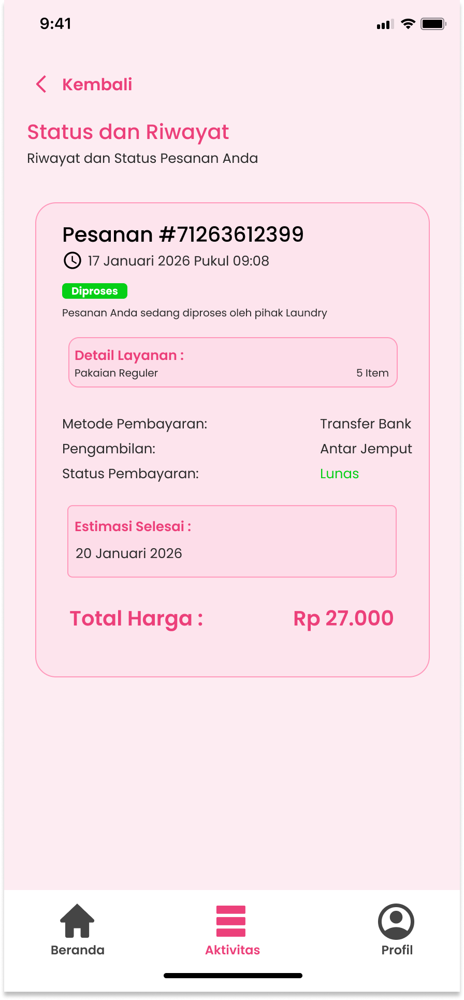 9:41
Kembali
Status dan Riwayat
Riwayat dan Status Pesanan Anda
Pesanan #71263612399
17 Januari 2026 Pukul 09:08
Diproses
Pesanan Anda sedang diproses oleh pihak Laundry
Detail Layanan :
Pakaian Reguler 5 Item
Metode Pembayaran: Transfer Bank
Pengambilan: Antar Jemput
Status Pembayaran: Lunas
Estimasi Selesai :
20 Januari 2026
Total Harga : Rp 27.000
Beranda Aktivitas Profil